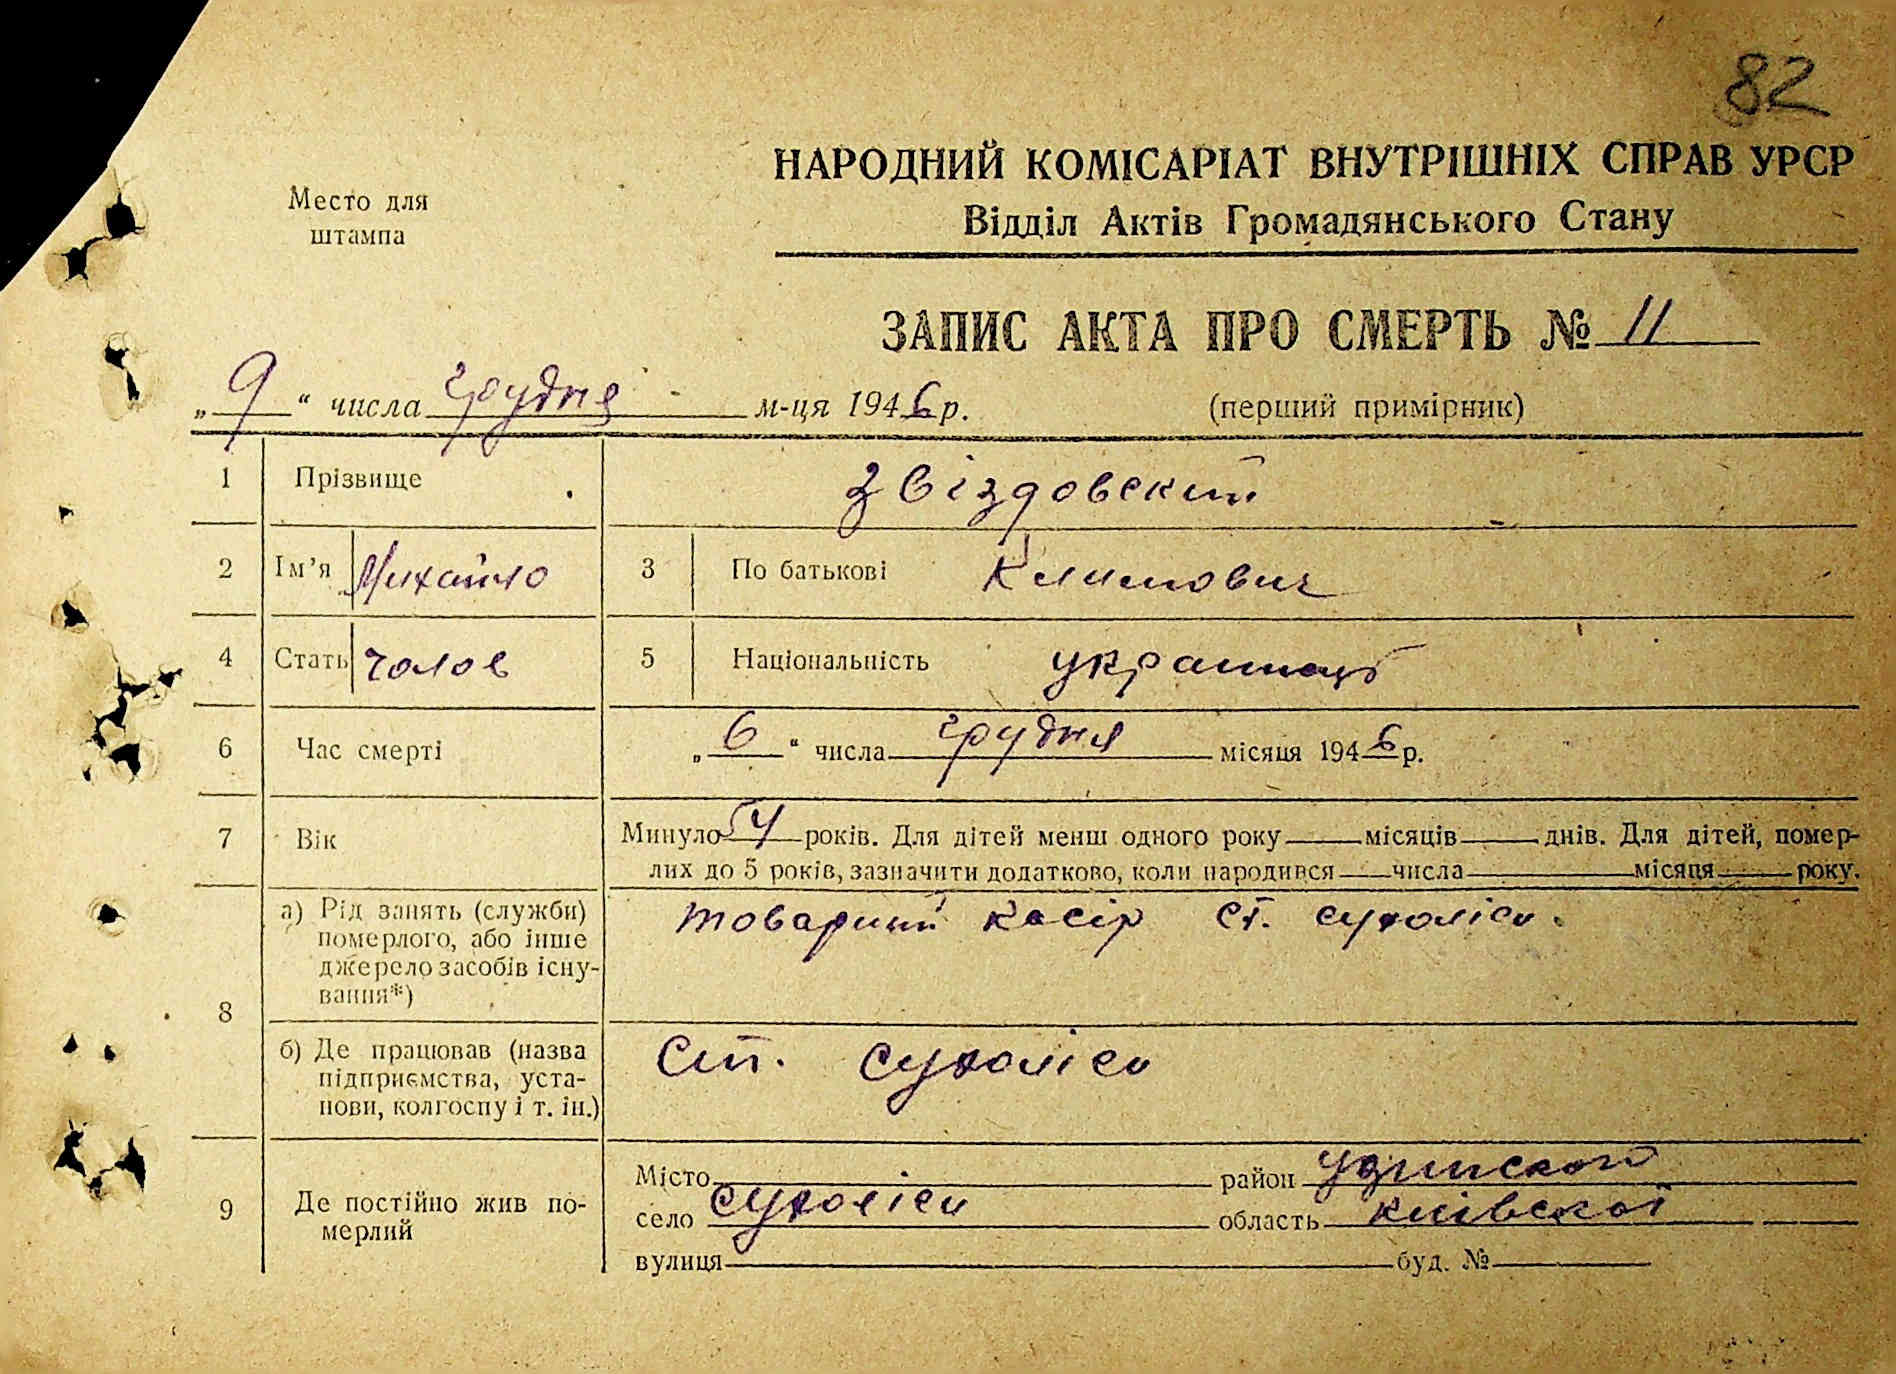 82
НАРОДНИЙ КОМІСАРІАТ ВНУТРІШНІХ СПРАВ УРСР
Відділ Актів Громадянського Стану
Место для
штампа
ЗАПИС АКТА ПРО СМЕРТЬ № 11
„9“ числа грудня м-ця 1946 р. (перший примірник)
1 Прізвище Звіздовский
2 Ім’я Михайло 3 По батькові Климович
4 Стать чолов 5 Національність українець
6 Час смерті „6“ числа грудня місяця 1946 р.
7 Вік Минуло 54 років. Для дітей менш одного року місяців днів. Для дітей, помер-
лих до 5 років, зазначити додатково, коли народився числа місяця року.
8 а) Рід занять (служби)
померлого, або інше
джерело засобів існу-
вання*)
товарний касір ст. сухоліси.
б) Де працював (назва
підприємства, уста-
нови, колгоспу і т. ін.)
ст. сухоліси
9 Де постійно жив по-
мерлий
Місто район Узинского
село сухоліси область київской
вулиця буд. №